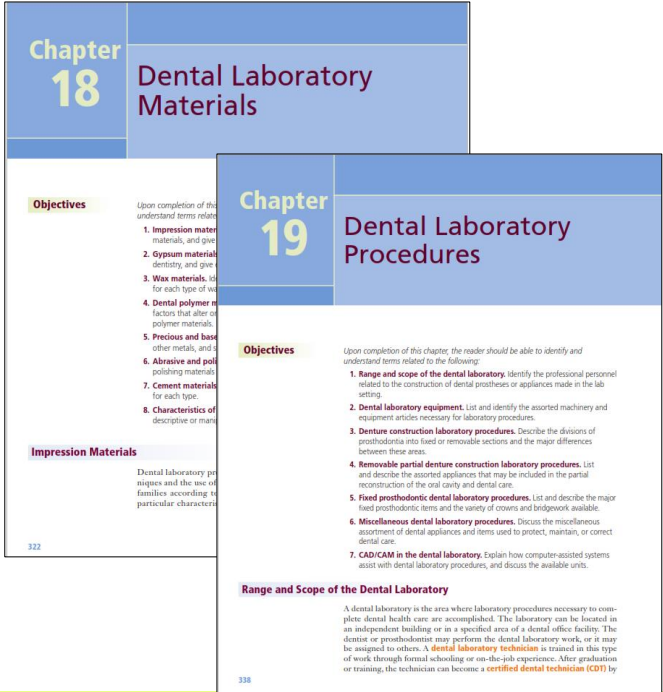 Chapter
18
Dental Laboratory
Materials
Objectives
Upon completion of this
understand terms relate
1. Impression mater
materials, and give
2. Gypsum materials
dentistry, and give
3. Wax materials. Ide
for each type of wa
4. Dental polymer m
factors that alter or
polymer materials.
5. Precious and base
other metals, and s
6. Abrasive and poli
polishing materials
7. Cement materials
for each type.
8. Characteristics of
descriptive or mani
Impression Materials
Dental laboratory pro
niques and the use of
families according to
particular characteris
322
Chapter
19
Dental Laboratory
Procedures
Objectives
Upon completion of this chapter, the reader should be able to identify and
understand terms related to the following:
1. Range and scope of the dental laboratory. Identify the professional personnel
related to the construction of dental prostheses or appliances made in the lab
setting.
2. Dental laboratory equipment. List and identify the assorted machinery and
equipment articles necessary for laboratory procedures.
3. Denture construction laboratory procedures. Describe the divisions of
prosthodontia into fixed or removable sections and the major differences
between these areas.
4. Removable partial denture construction laboratory procedures. List
and describe the assorted appliances that may be included in the partial
reconstruction of the oral cavity and dental care.
5. Fixed prosthodontic dental laboratory procedures. List and describe the major
fixed prosthodontic items and the variety of crowns and bridgework available.
6. Miscellaneous dental laboratory procedures. Discuss the miscellaneous
assortment of dental appliances and items used to protect, maintain, or correct
dental care.
7. CAD/CAM in the dental laboratory. Explain how computer-assisted systems
assist with dental laboratory procedures, and discuss the available units.
Range and Scope of the Dental Laboratory
A dental laboratory is the area where laboratory procedures necessary to com-
plete dental health care are accomplished. The laboratory can be located in
an independent building or in a specified area of a dental office facility. The
dentist or prosthodontist may perform the dental laboratory work, or it may
be assigned to others. A dental laboratory technician is trained in this type
of work through formal schooling or on-the-job experience. After graduation
or training, the technician can become a certified dental technician (CDT) by
338